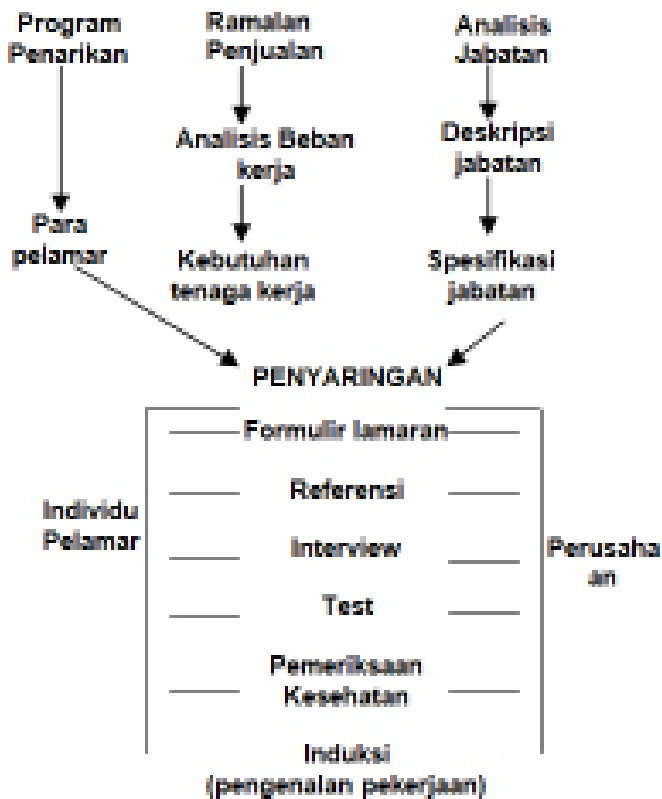 Program
Penarikan
Ramalan
Penjualan
Analisis
Jabatan
Analisis Beban
kerja
Deskripsi
jabatan
Para
pelamar
Kebutuhan
tenaga kerja
Spesifikasi
jabatan
PENYARINGAN
Formulir lamaran
Referensi
Individu
Pelamar
Interview
Perusaha
an
Test
Pemeriksaan
Kesehatan
Induksi
(pengenalan pekerjaan)